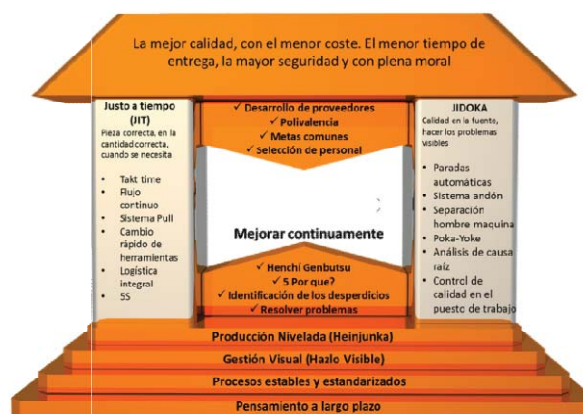 La mejor calidad, con el menor coste. El menor tiempo de
entrega, la mayor seguridad y con plena moral
Justo a tiempo
(JIT)
Pieza correcta, en la
cantidad correcta,
cuando se necesita
• Takt time
• Flujo
continuo
• Sistema Pull
• Cambio
rápido de
herramientas
• Logística
integral
• 5S
✓ Desarrollo de proveedores
✓ Polivalencia
✓ Metas comunes
✓ Selección de personal
Mejorar continuamente
✓ Henchi Genbutsu
✓ 5 Por que?
✓ Identificación de los desperdicios
✓ Resolver problemas
JIDOKA
Calidad en la fuente,
hacer los problemas
visibles
• Paradas
automáticas
• Sistema andón
• Separación
hombre maquina
• Poka-Yoke
• Análisis de causa
raíz
• Control de
calidad en el
puesto de trabajo
Producción Nivelada (Heinjunka)
Gestión Visual (Hazlo Visible)
Procesos estables y estandarizados
Pensamiento a largo plazo